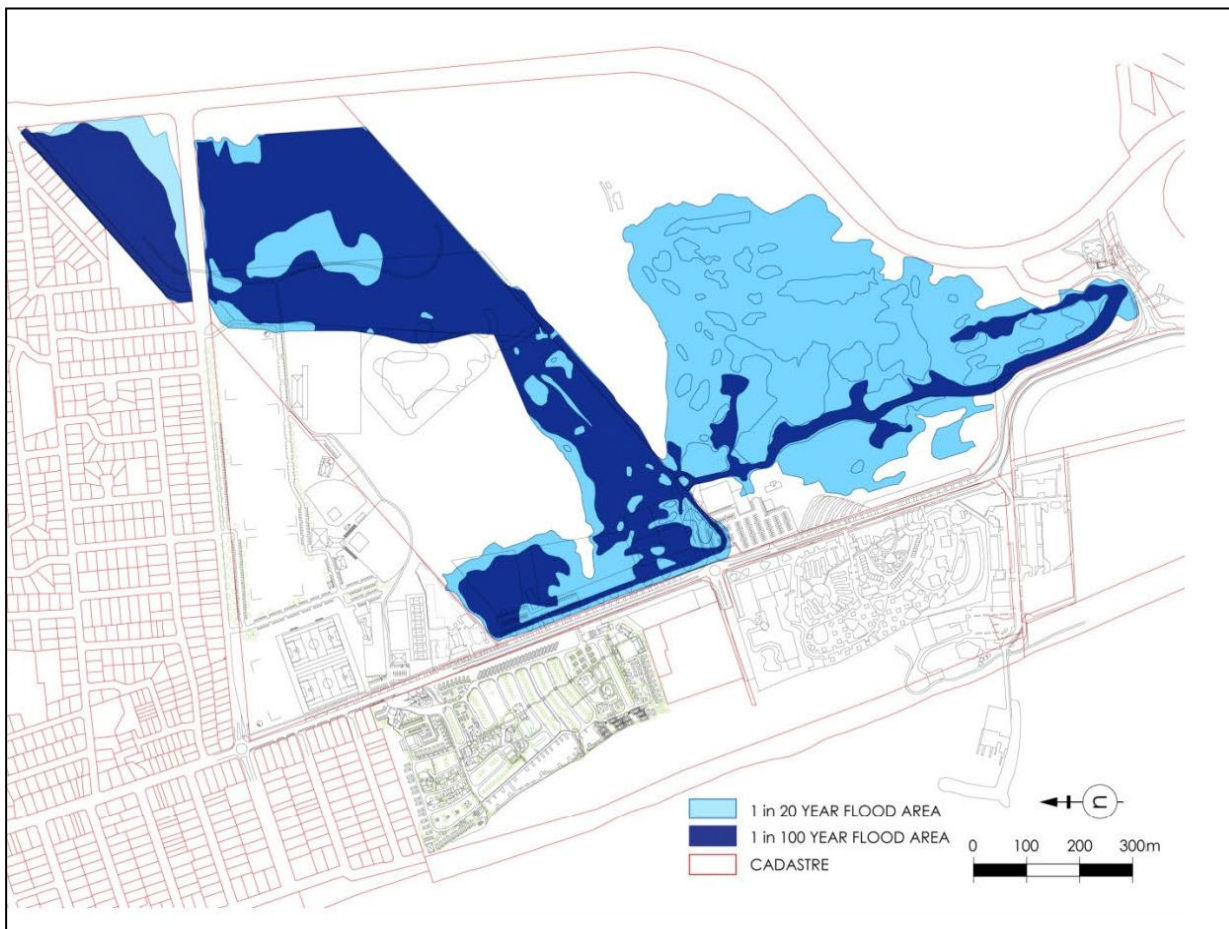 1 in 20 YEAR FLOOD AREA
1 in 100 YEAR FLOOD AREA
CADASTRE
n
0 100 200 300m